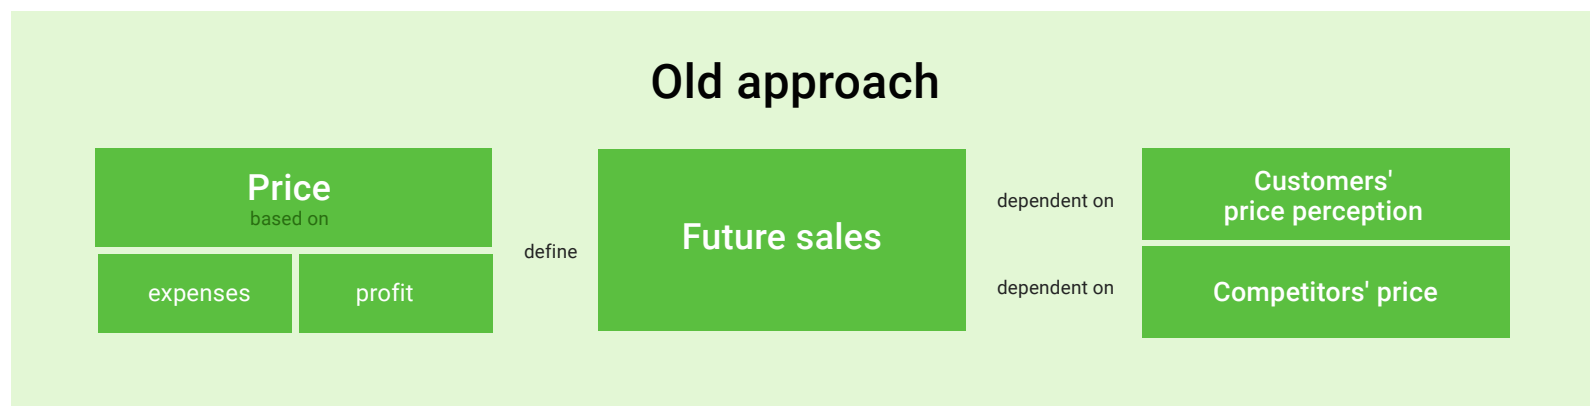 Old approach
Price
based on
expenses
profit
define
Future sales
dependent on
dependent on
Customers'
price perception
Competitors' price